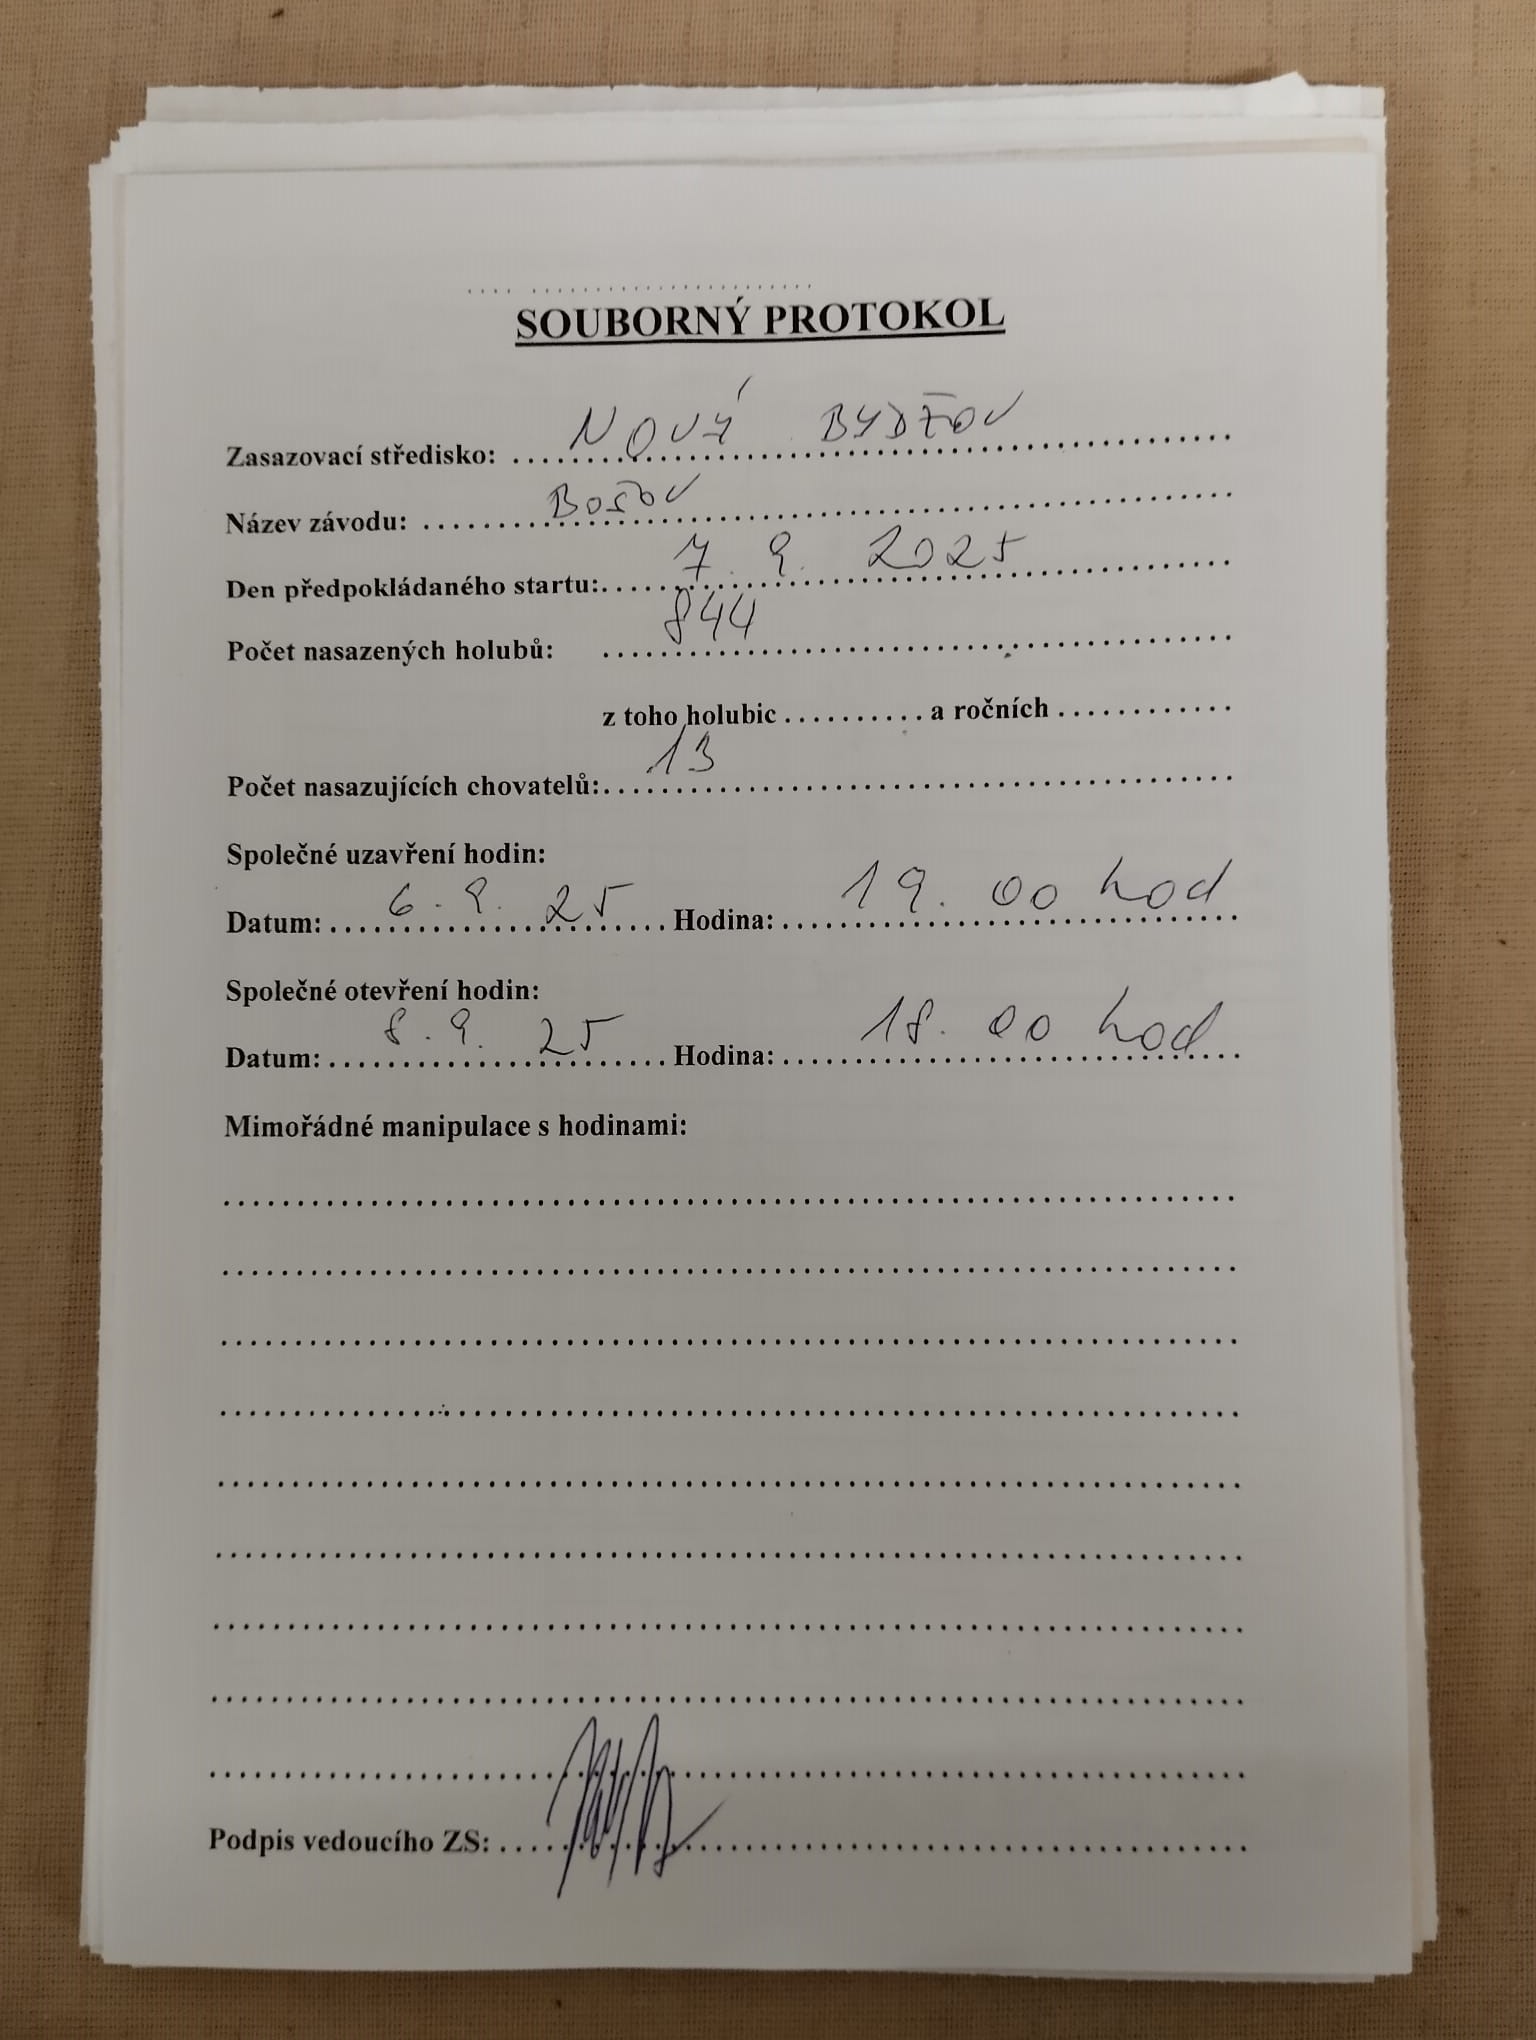 SOUBORNÝ PROTOKOL
Zasazovací středisko: NOVÝ BYDŽOV
Název závodu: Bošov
Den předpokládaného startu: 7. 9. 2025
Počet nasazených holubů: 844
z toho holubic .......... a ročních ............
Počet nasazujících chovatelů: 13
Společné uzavření hodin:
Datum: 6. 9. 25 Hodina: 19. 00 hod
Společné otevření hodin:
Datum: 8. 9. 25 Hodina: 18. 00 hod
Mimořádné manipulace s hodinami:
Podpis vedoucího ZS: